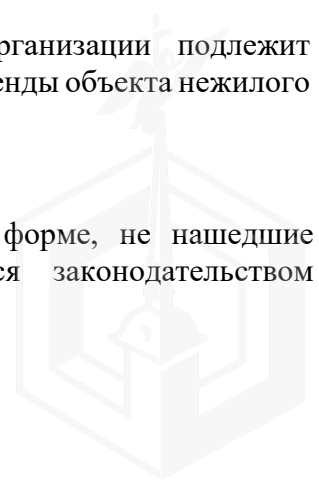 рганизации подлежит
енды объекта нежилого
форме, не нашедшие
ся законодательством